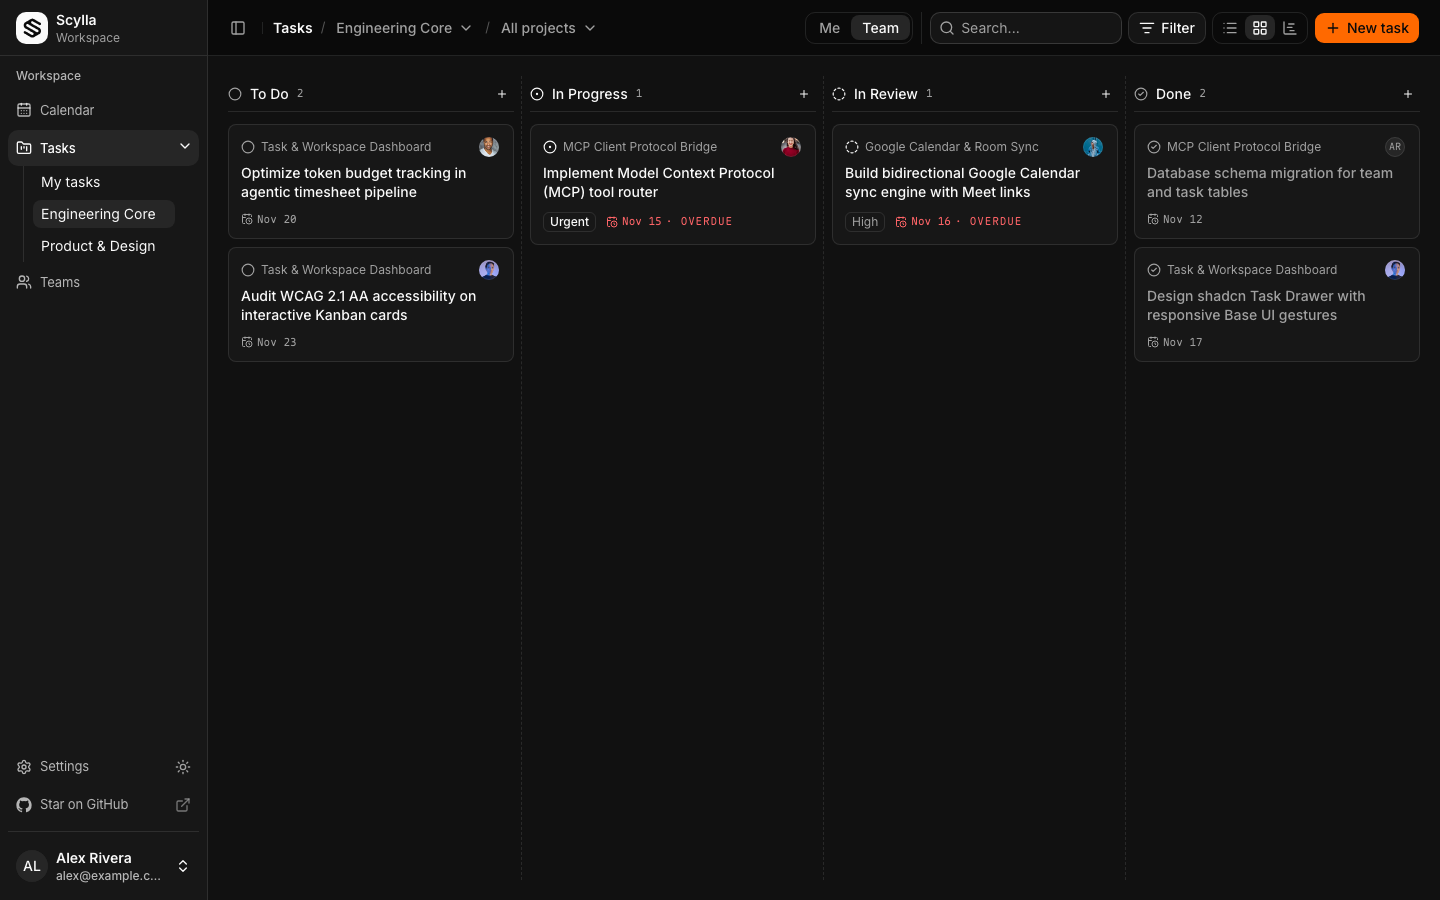 Scylla
Workspace
Workspace
Calendar
Tasks
My tasks
Engineering Core
Product & Design
Teams
Settings
Star on GitHub
AL
Alex Rivera
alex@example.c...
Tasks / Engineering Core / All projects
Me Team
Search...
Filter
New task
To Do 2
Task & Workspace Dashboard
Optimize token budget tracking in
agentic timesheet pipeline
Nov 20
Task & Workspace Dashboard
Audit WCAG 2.1 AA accessibility on
interactive Kanban cards
Nov 23
In Progress 1
MCP Client Protocol Bridge
Implement Model Context Protocol
(MCP) tool router
Urgent Nov 15 · OVERDUE
In Review 1
Google Calendar & Room Sync
Build bidirectional Google Calendar
sync engine with Meet links
High Nov 16 · OVERDUE
Done 2
MCP Client Protocol Bridge
AR
Database schema migration for team
and task tables
Nov 12
Task & Workspace Dashboard
Design shadcn Task Drawer with
responsive Base UI gestures
Nov 17